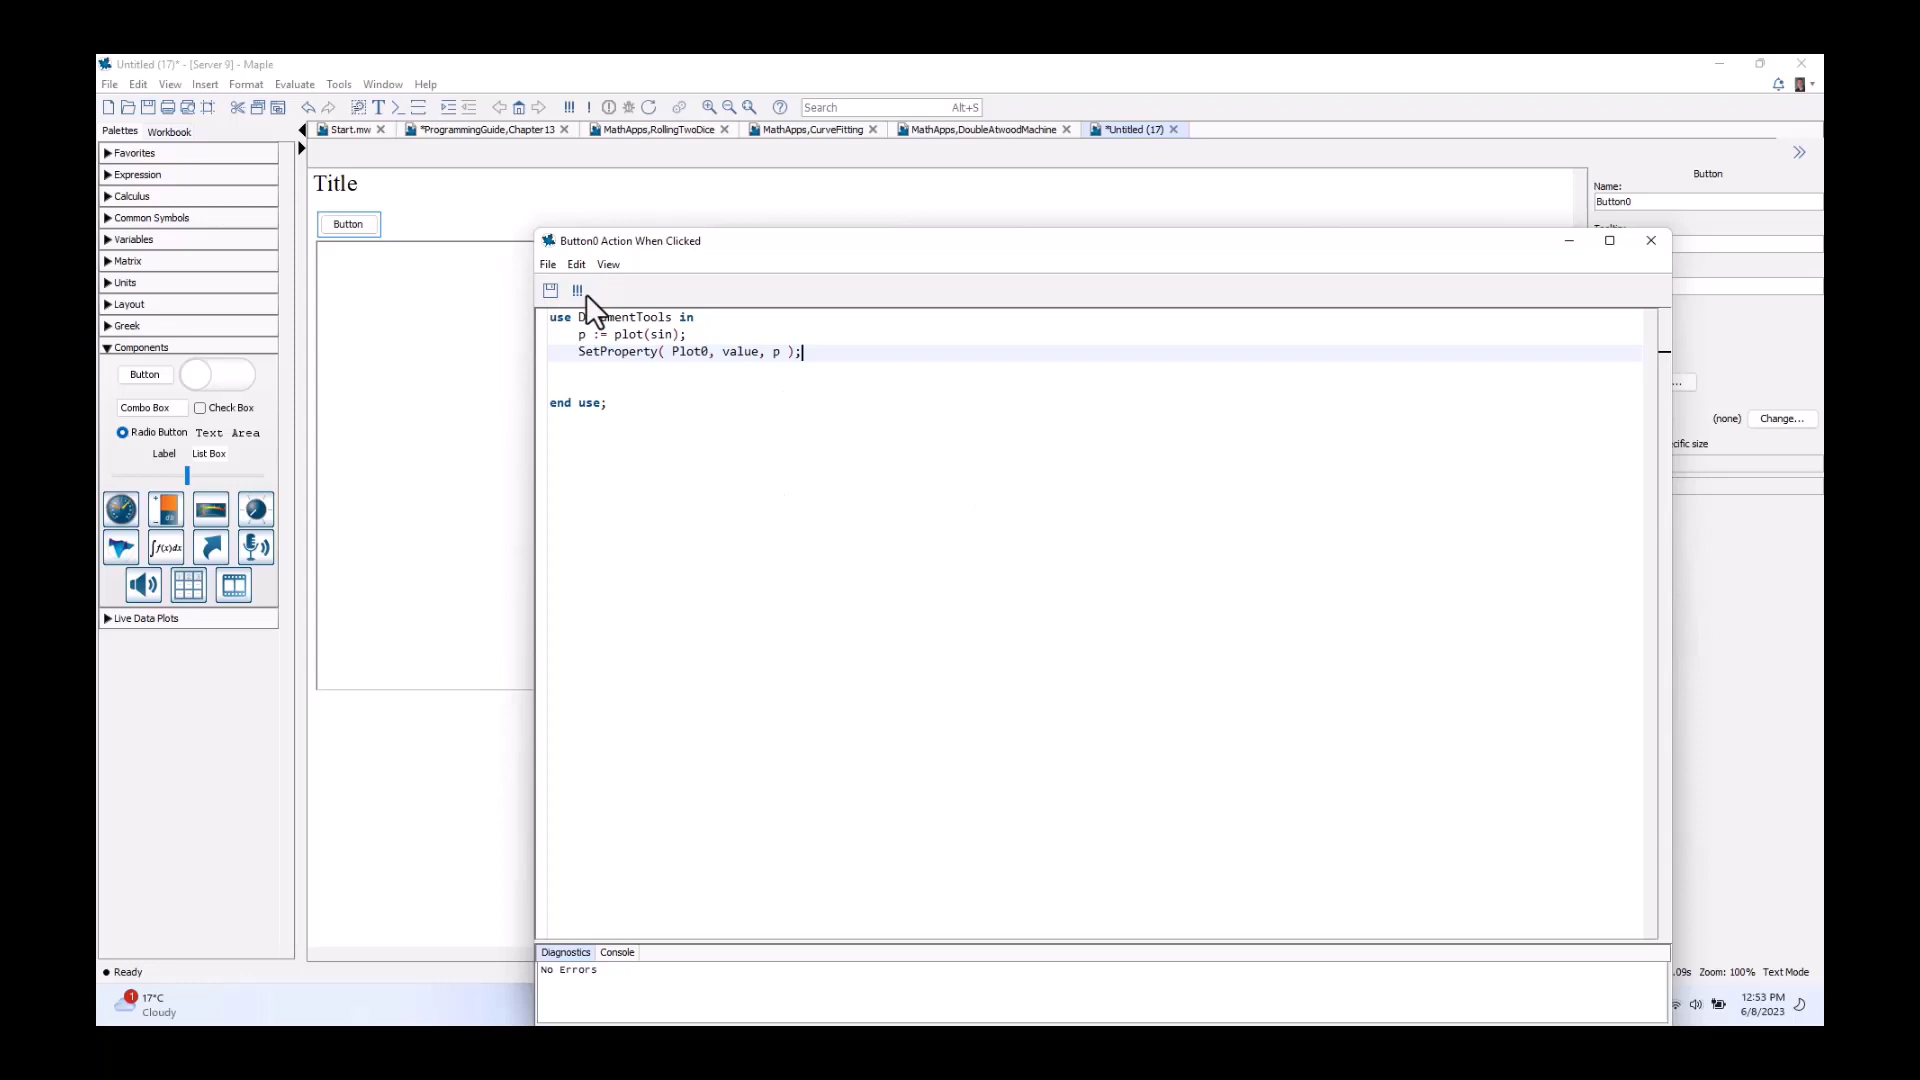 Untitled (17)* - [Server 9] - Maple
File Edit View Insert Format Evaluate Tools Window Help
Search Alt+S
Palettes Workbook
Start.mw *ProgrammingGuide,Chapter13 MathApps,RollingTwoDice MathApps,CurveFitting MathApps,DoubleAtwoodMachine *Untitled (17)
Favorites
Expression
Calculus
Common Symbols
Variables
Matrix
Units
Layout
Greek
Components
Button
Combo Box Check Box
Radio Button Text Area
Label List Box
∫f(x)dx
Live Data Plots
Title
Button
Button
Name:
Button0
Button0 Action When Clicked
File Edit View
use D mentTools in
p := plot(sin);
SetProperty( Plot0, value, p );
end use;
...
(none) Change...
cific size
Diagnostics Console
No Errors
Ready
.09s Zoom: 100% Text Mode
1
17°C
Cloudy
12:53 PM
6/8/2023